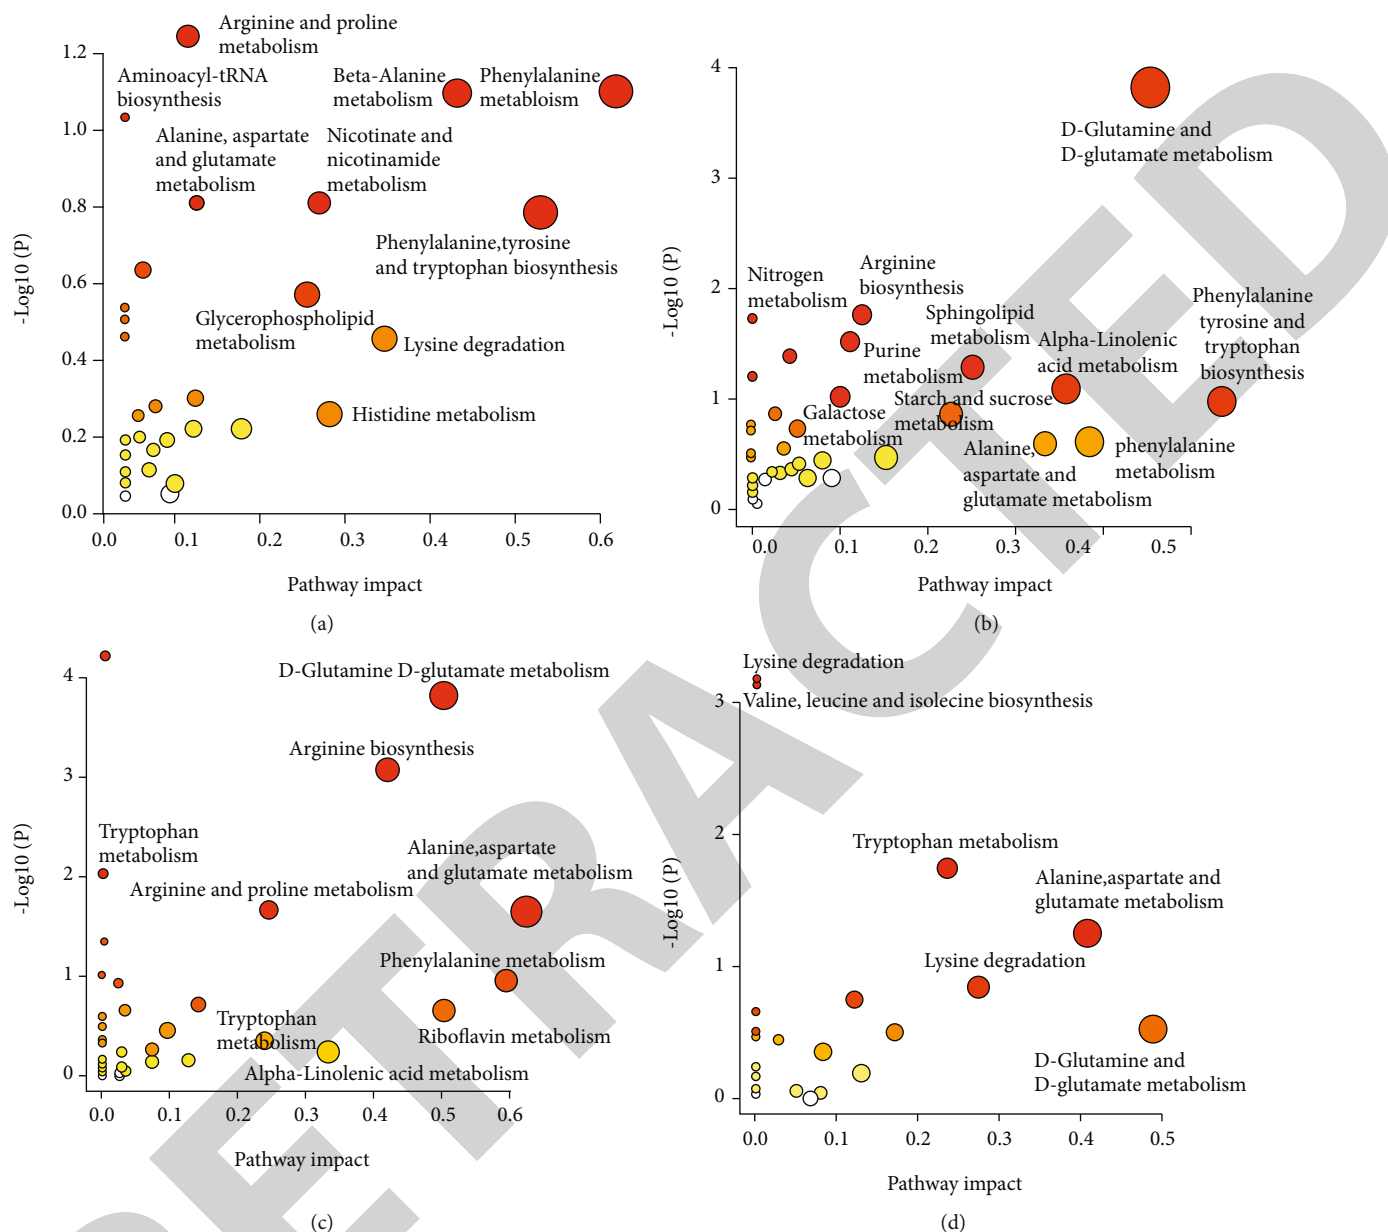 Arginine and proline
metabolism
1.2
Aminoacyl-tRNA
biosynthesis
Beta-Alanine
metabolism
Phenylalanine
metabloism
1.0
Alanine, aspartate
and glutamate
metabolism
Nicotinate and
nicotinamide
metabolism
0.8
-Log10 (P)
Phenylalanine,tyrosine
and tryptophan biosynthesis
0.6
Glycerophospholipid
metabolism
Lysine degradation
0.4
Histidine metabolism
0.2
0.0
0.0 0.1 0.2 0.3 0.4 0.5 0.6
Pathway impact
(a)
4
D-Glutamine and
D-glutamate metabolism
3
-Log10 (P)
Nitrogen
metabolism
Arginine
biosynthesis
2
Sphingolipid
metabolism
Phenylalanine
tyrosine and
tryptophan
biosynthesis
Purine
metabolism
Alpha-Linolenic
acid metabolism
1
Galactose
metabolism
Starch and sucrose
metabolism
Alanine,
aspartate and
glutamate metabolism
phenylalanine
metabolism
0
0.0 0.1 0.2 0.3 0.4 0.5
Pathway impact
(b)
4
D-Glutamine D-glutamate metabolism
Arginine biosynthesis
3
-Log10 (P)
Tryptophan
metabolism
Alanine,aspartate
and glutamate metabolism
2
Arginine and proline metabolism
Phenylalanine metabolism
1
Tryptophan
metabolism
Riboflavin metabolism
Alpha-Linolenic acid metabolism
0
0.0 0.1 0.2 0.3 0.4 0.5 0.6
Pathway impact
(c)
Lysine degradation
Valine, leucine and isolecine biosynthesis
3
2
Tryptophan metabolism
-Log10 (P)
Alanine,aspartate and
glutamate metabolism
Lysine degradation
1
D-Glutamine and
D-glutamate metabolism
0
0.0 0.1 0.2 0.3 0.4 0.5
Pathway impact
(d)
RETRACTED